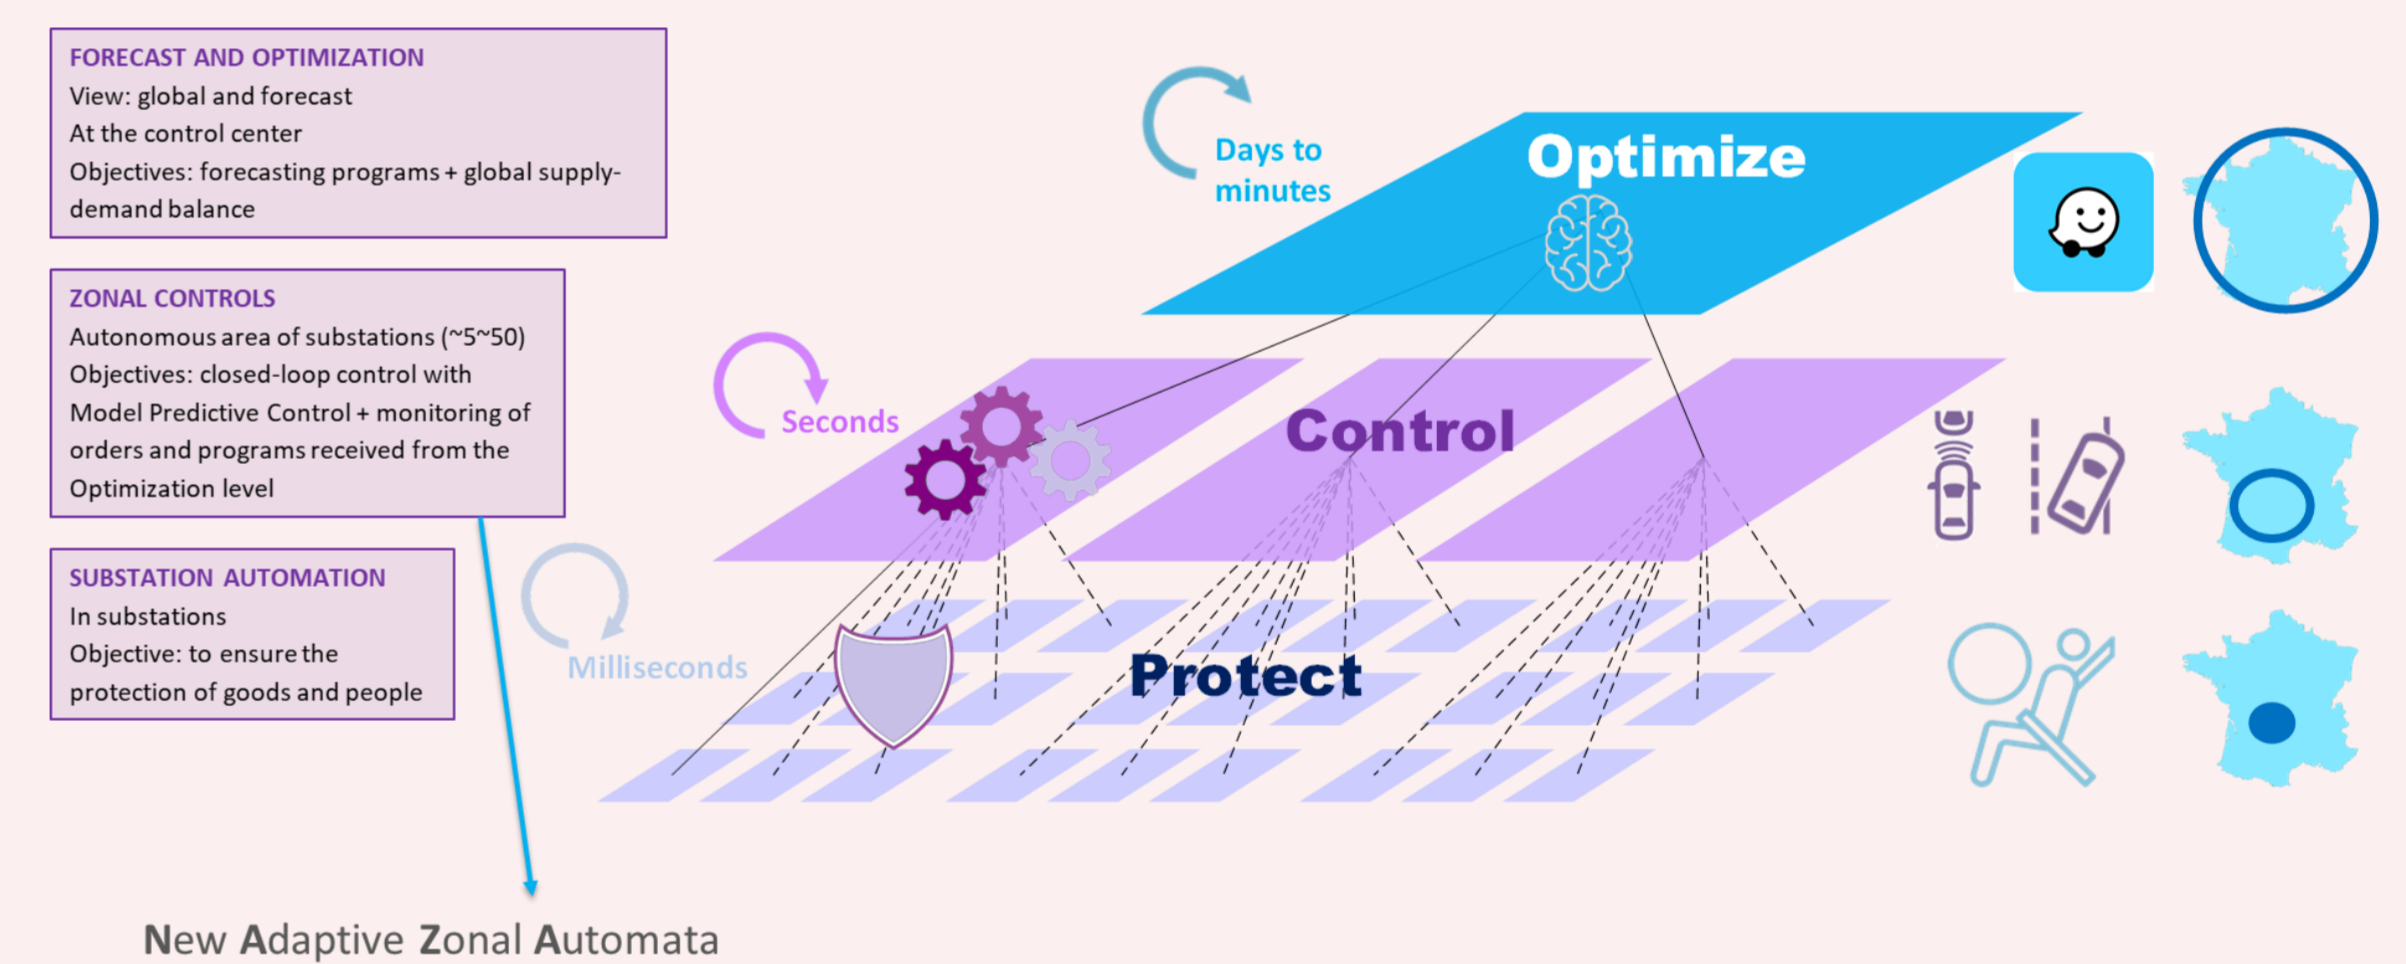 FORECAST AND OPTIMIZATION
View: global and forecast
At the control center
Objectives: forecasting programs + global supply-
demand balance
ZONAL CONTROLS
Autonomous area of substations (~5~50)
Objectives: closed-loop control with
Model Predictive Control + monitoring of
orders and programs received from the
Optimization level
SUBSTATION AUTOMATION
In substations
Objective: to ensure the
protection of goods and people
New Adaptive Zonal Automata
Days to
minutes
Optimize
Seconds
Control
Milliseconds
Protect